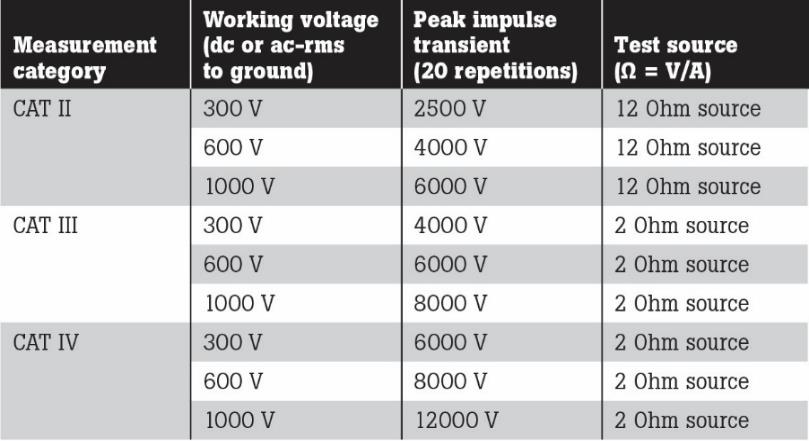 Measurement category Working voltage (dc or ac-rms to ground) Peak impulse transient (20 repetitions) Test source (Ω = V/A)
CAT II 300 V 2500 V 12 Ohm source
600 V 4000 V 12 Ohm source
1000 V 6000 V 12 Ohm source
CAT III 300 V 4000 V 2 Ohm source
600 V 6000 V 2 Ohm source
1000 V 8000 V 2 Ohm source
CAT IV 300 V 6000 V 2 Ohm source
600 V 8000 V 2 Ohm source
1000 V 12000 V 2 Ohm source